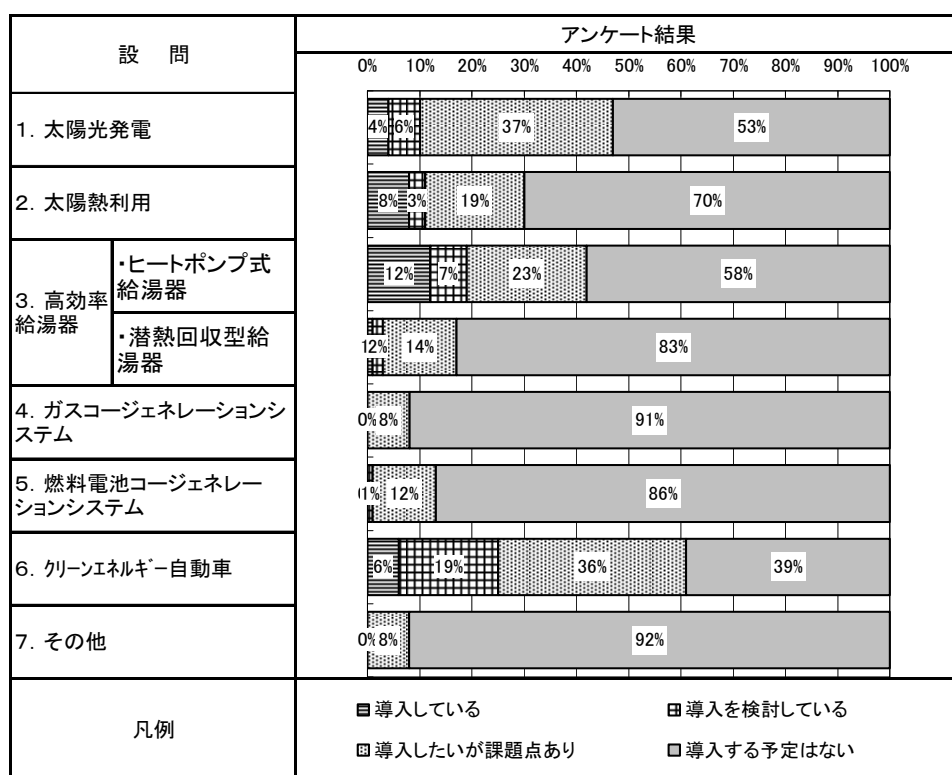 設 問
アンケート結果
0% 10% 20% 30% 40% 50% 60% 70% 80% 90% 100%
1. 太陽光発電
4% 6% 37% 53%
2. 太陽熱利用
8% 3% 19% 70%
3. 高効率
給湯器
・ヒートポンプ式
給湯器
12% 7% 23% 58%
・潜熱回収型給
湯器
12% 14% 83%
4. ガスコージェネレーションシ
ステム
0% 8% 91%
5. 燃料電池コージェネレー
ションシステム
1% 12% 86%
6. ｸﾘｰﾝｴﾈﾙｷﾞｰ自動車
6% 19% 36% 39%
7. その他
0% 8% 92%
凡例
導入している
導入を検討している
導入したいが課題点あり
導入する予定はない